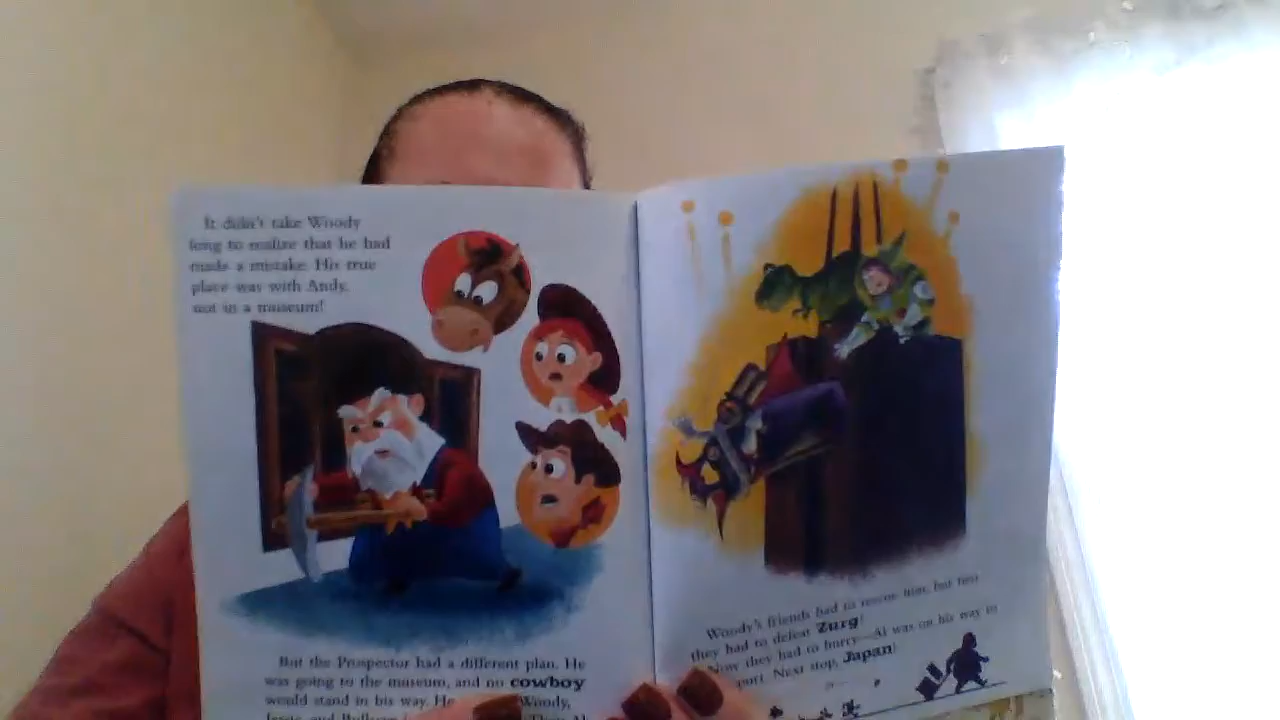 It didn't take Woody
long to realize that he had
made a mistake. His true
place was with Andy,
not in a museum!
But the Prospector had a different plan. He
was going to the museum, and no cowboy
would stand in his way. He Woody,
Woody's friends had to rescue him, but first
they had to defeat Zurg!
Now they had to hurry—Al was on his way to
port. Next stop, Japan!